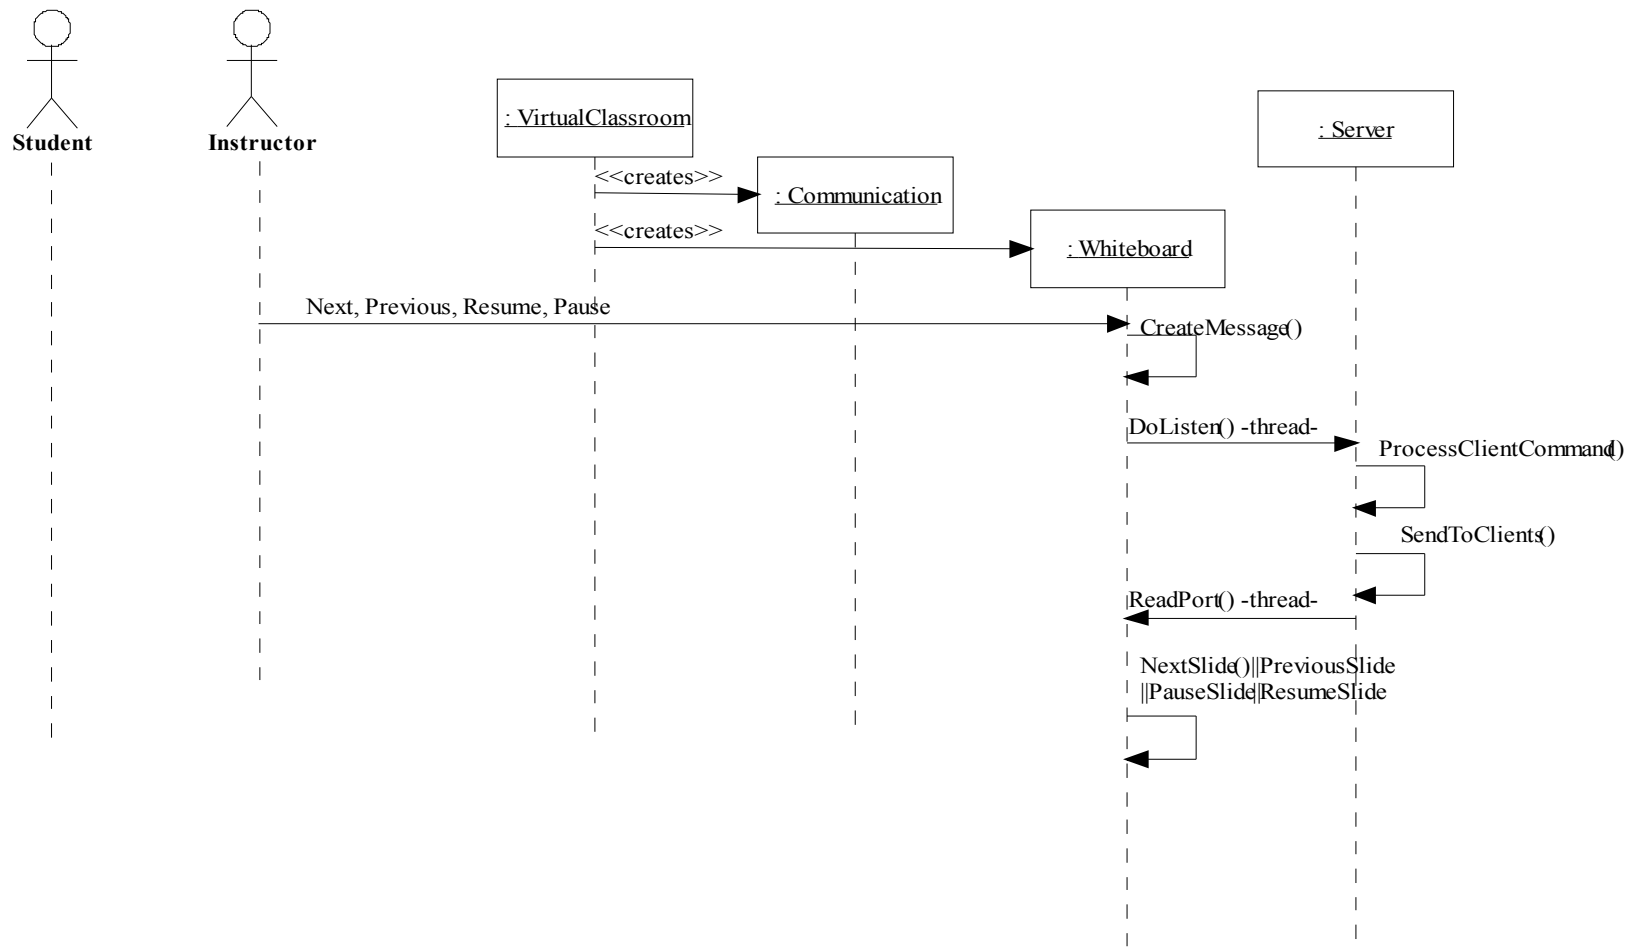 Student
Instructor
: VirtualClassroom
: Server
<<creates>>
: Communication
<<creates>>
: Whiteboard
Next, Previous, Resume, Pause
CreateMessage()
DoListen() -thread-
ProcessClientCommand()
SendToClients()
ReadPort() -thread-
NextSlide()||PreviousSlide
||PauseSlide||ResumeSlide